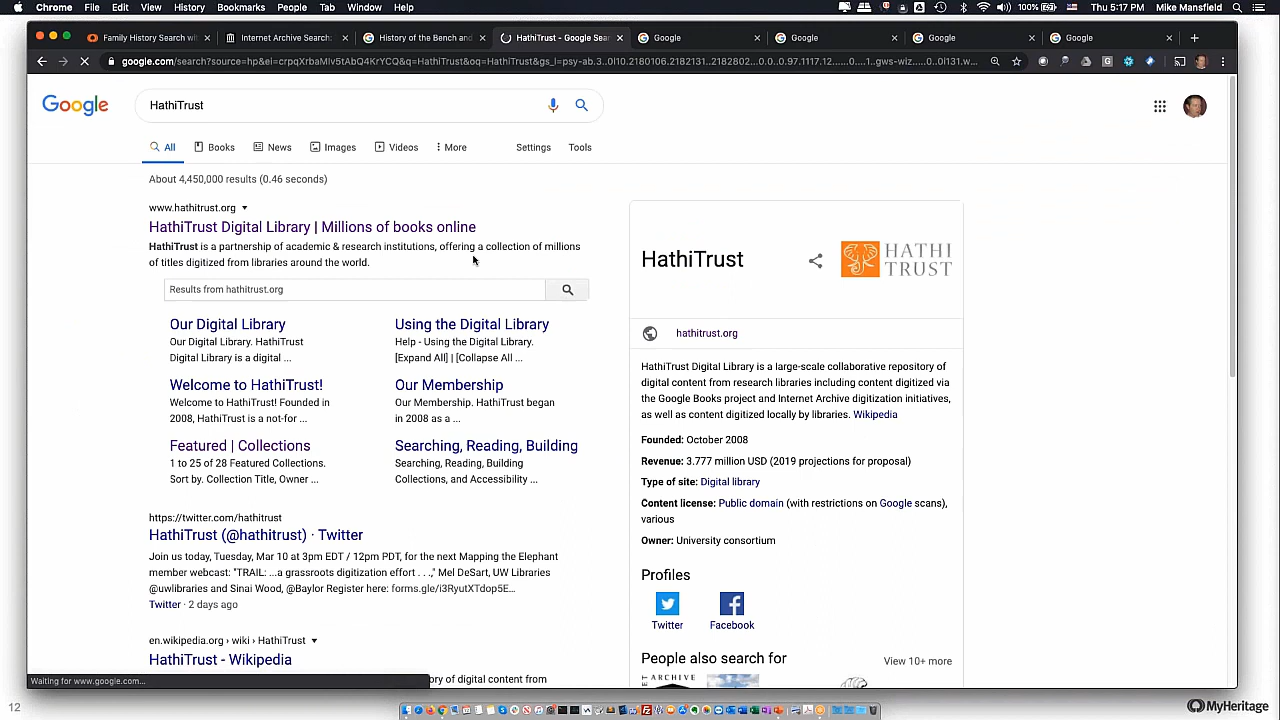 Chrome File Edit View History Bookmarks People Tab Window Help 100% Thu 5:17 PM Mike Mansfield
Family History Search w Internet Archive Search: History of the Bench and HathiTrust - Google Sea Google Google Google Google
google.com/search?source=hp&ei=crpqXrbaMlv5tAbQ4KrYCQ&q=HathiTrust&oq=HathiTrust&gs_l=psy-ab.3..0l10.2180106.2182131..2182802...0.0..0.97.1117.12......0....1..gws-wiz.....0..0i131.w...
Google
HathiTrust
All Books News Images Videos More Settings Tools
About 4,450,000 results (0.46 seconds)
www.hathitrust.org
HathiTrust Digital Library | Millions of books online
HathiTrust is a partnership of academic & research institutions, offering a collection of millions
of titles digitized from libraries around the world.
Results from hathitrust.org
Our Digital Library
Our Digital Library. HathiTrust
Digital Library is a digital ...
Using the Digital Library
Help - Using the Digital Library.
[Expand All] | [Collapse All ...
Welcome to HathiTrust!
Welcome to HathiTrust! Founded in
2008, HathiTrust is a not-for ...
Our Membership
Our Membership. HathiTrust began
in 2008 as a ...
Featured | Collections
1 to 25 of 28 Featured Collections.
Sort by. Collection Title, Owner ...
Searching, Reading, Building
Searching, Reading, Building
Collections, and Accessibility ...
https://twitter.com/hathitrust
HathiTrust (@hathitrust) · Twitter
Join us today, Tuesday, Mar 10 at 3pm EDT / 12pm PDT, for the next Mapping the Elephant
member webcast: "TRAIL: ...a grassroots digitization effort . . .," Mel DeSart, UW Libraries
@uwlibraries and Sinai Wood, @Baylor Register here: forms.gle/i3RyutXTdop5E...
Twitter · 2 days ago
en.wikipedia.org › wiki › HathiTrust
HathiTrust - Wikipedia
ory of digital content from
HathiTrust
HATHI
TRUST
hathitrust.org
HathiTrust Digital Library is a large-scale collaborative repository of
digital content from research libraries including content digitized via
the Google Books project and Internet Archive digitization initiatives,
as well as content digitized locally by libraries. Wikipedia
Founded: October 2008
Revenue: 3.777 million USD (2019 projections for proposal)
Type of site: Digital library
Content license: Public domain (with restrictions on Google scans),
various
Owner: University consortium
Profiles
Twitter Facebook
People also search for View 10+ more
ARCHIVE
Waiting for www.google.com...
12
MyHeritage